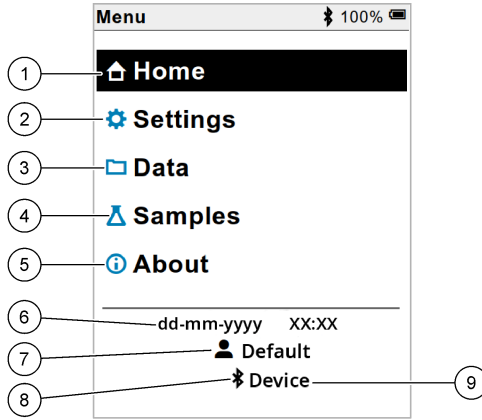 Menu 100%
1 Home
2 Settings
3 Data
4 Samples
5 About
6 dd-mm-yyyy XX:XX
7 Default
8 Device 9